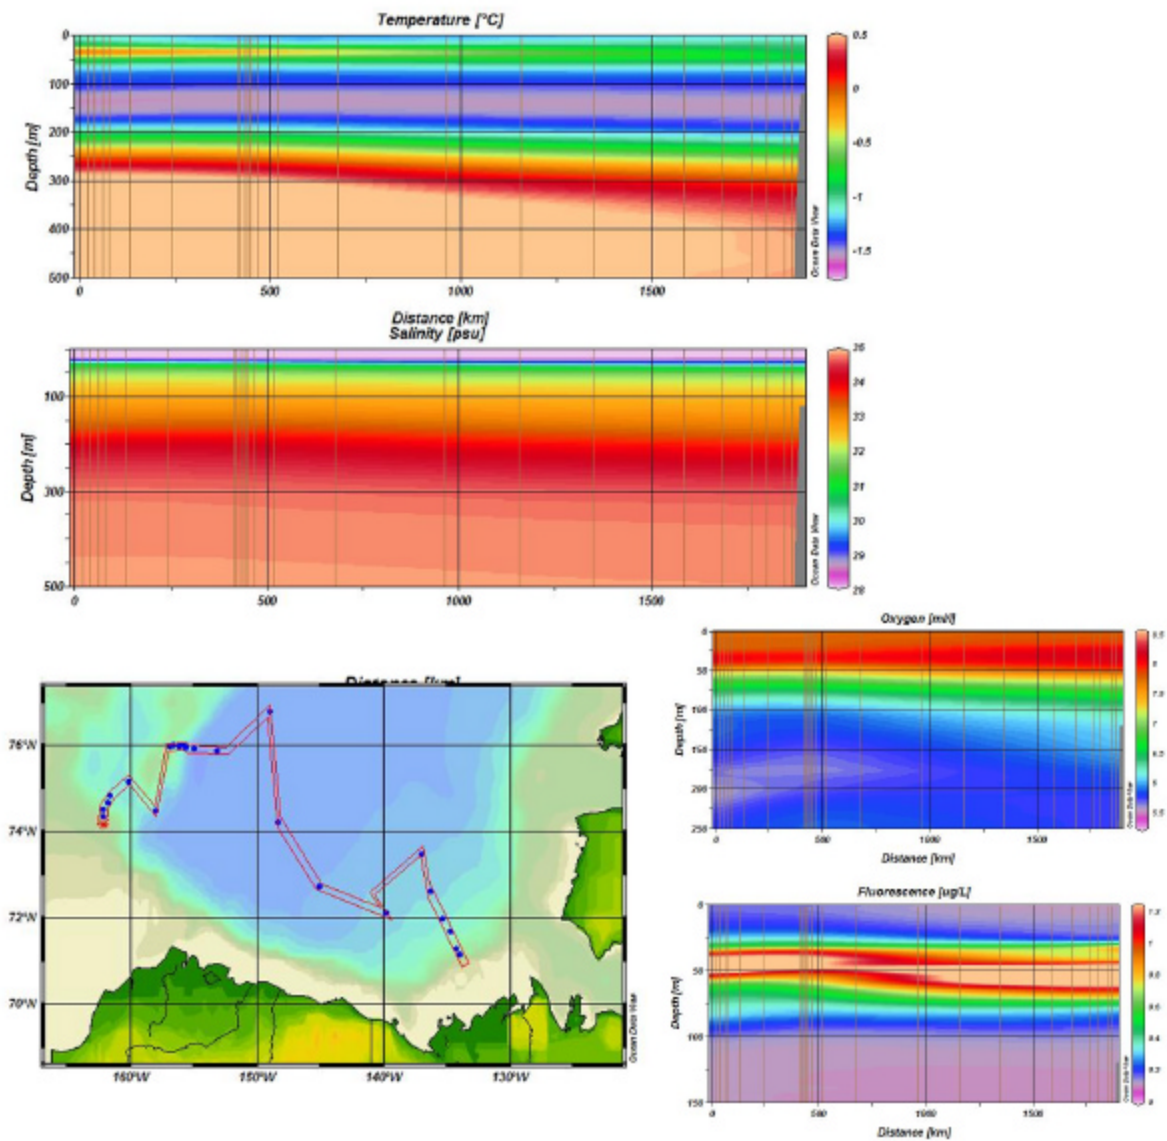 Temperature [°C]
0
100
200
300
400
500
Depth [m]
0
500
1000
1500
0.5
0
-0.5
-1
-1.5
Ocean Data View
Distance [km]
Salinity [psu]
100
300
500
Depth [m]
0
500
1000
1500
35
34
33
32
31
30
29
28
Ocean Data View
Distance [km]
76°W
74°W
72°W
70°W
160°W
150°W
140°W
130°W
Ocean Data View
Oxygen [ml/l]
0
50
100
150
200
250
Depth [m]
0
500
1000
1500
Distance [km]
Ocean Data View
Fluorescence [ug/L]
0
50
100
150
Depth [m]
0
500
1000
1500
Distance [km]
Ocean Data View